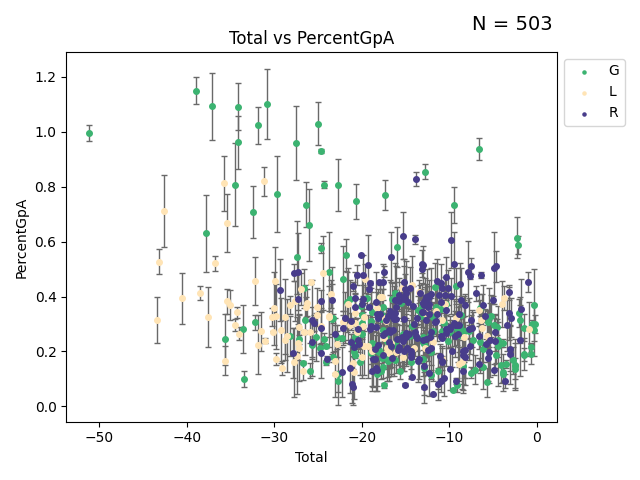 N = 503
Total vs PercentGpA
G
L
R
PercentGpA
1.2
1.0
0.8
0.6
0.4
0.2
0.0
−50 −40 −30 −20 −10 0
Total